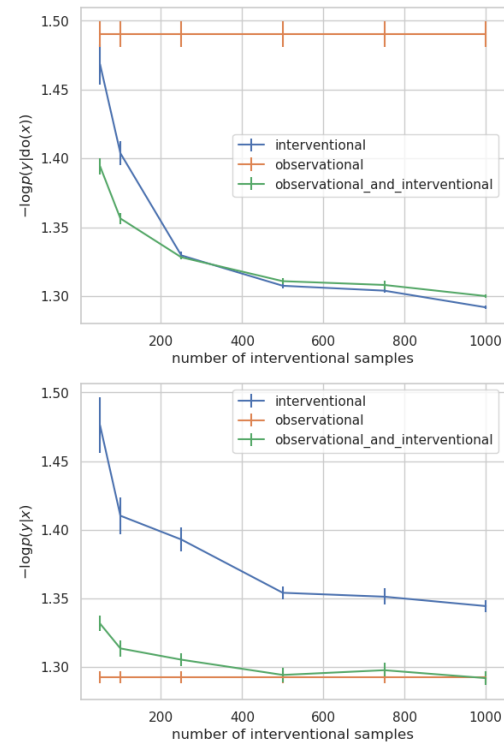 1.50
1.45
1.40
1.35
1.30
−log p(y|do(x))
interventional
observational
observational_and_interventional
200 400 600 800 1000
number of interventional samples
1.50
1.45
1.40
1.35
1.30
−log p(y|x)
interventional
observational
observational_and_interventional
200 400 600 800 1000
number of interventional samples